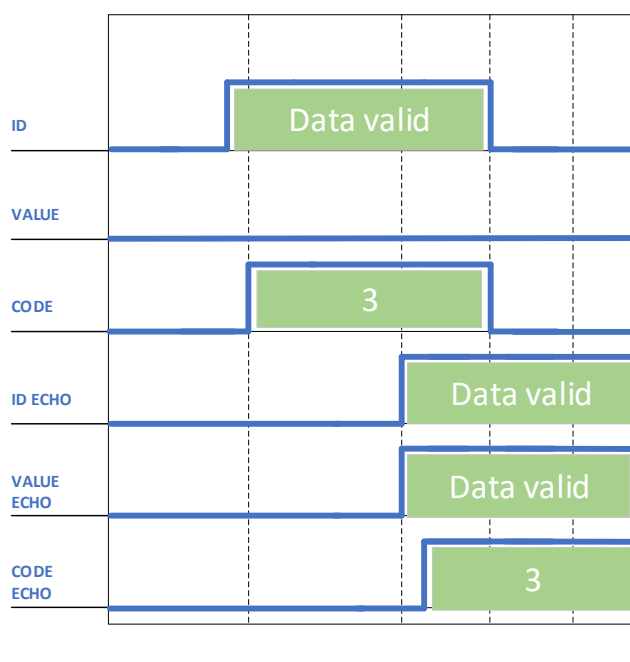 ID
Data valid
VALUE
CODE
3
ID ECHO
Data valid
VALUE
ECHO
Data valid
CODE
ECHO
3